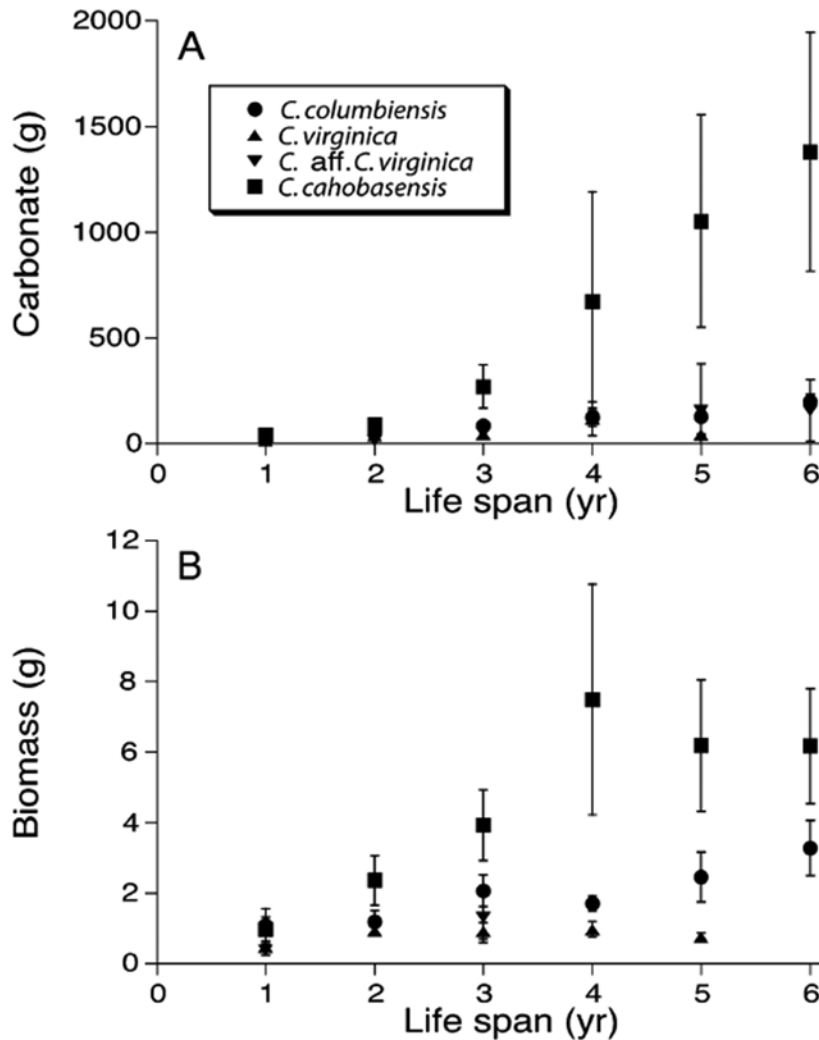 A
2000
1500
1000
500
0
Carbonate (g)
C. columbiensis
C. virginica
C. aff. C. virginica
C. cahobasensis
0 1 2 3 4 5 6
Life span (yr)
B
12
10
8
6
4
2
0
Biomass (g)
0 1 2 3 4 5 6
Life span (yr)